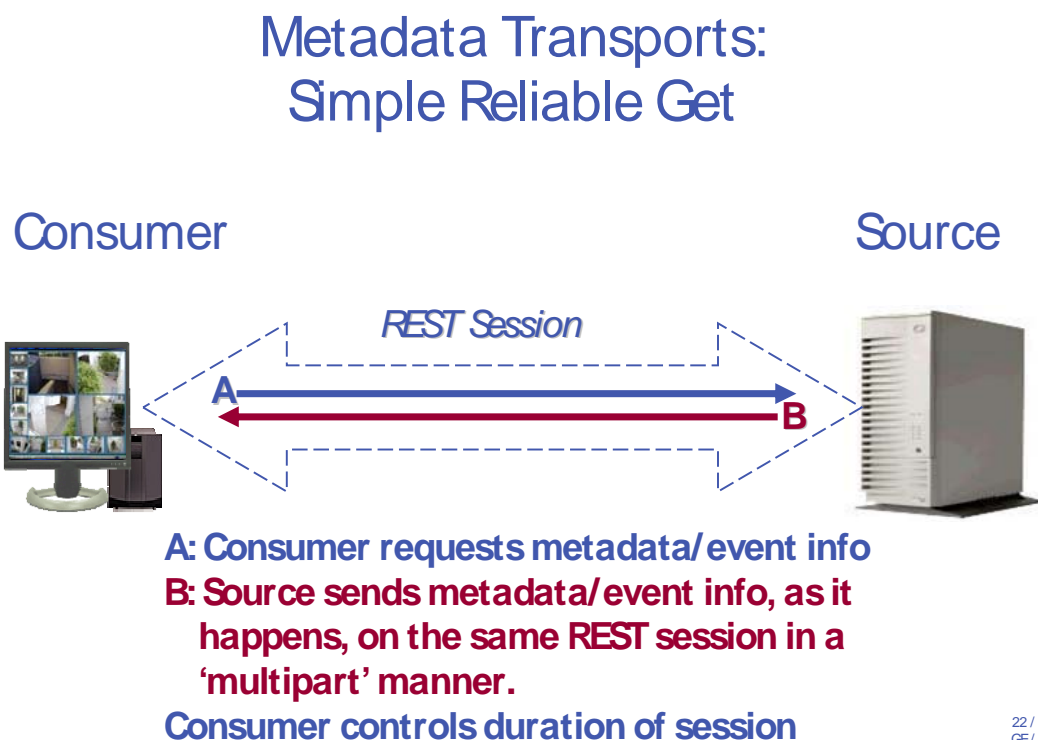 Metadata Transports:
Simple Reliable Get
Consumer
Source
REST Session
A
B
A: Consumer requests metadata/event info
B: Source sends metadata/event info, as it
happens, on the same REST session in a
‘multipart’ manner.
Consumer controls duration of session
22 /
GE /